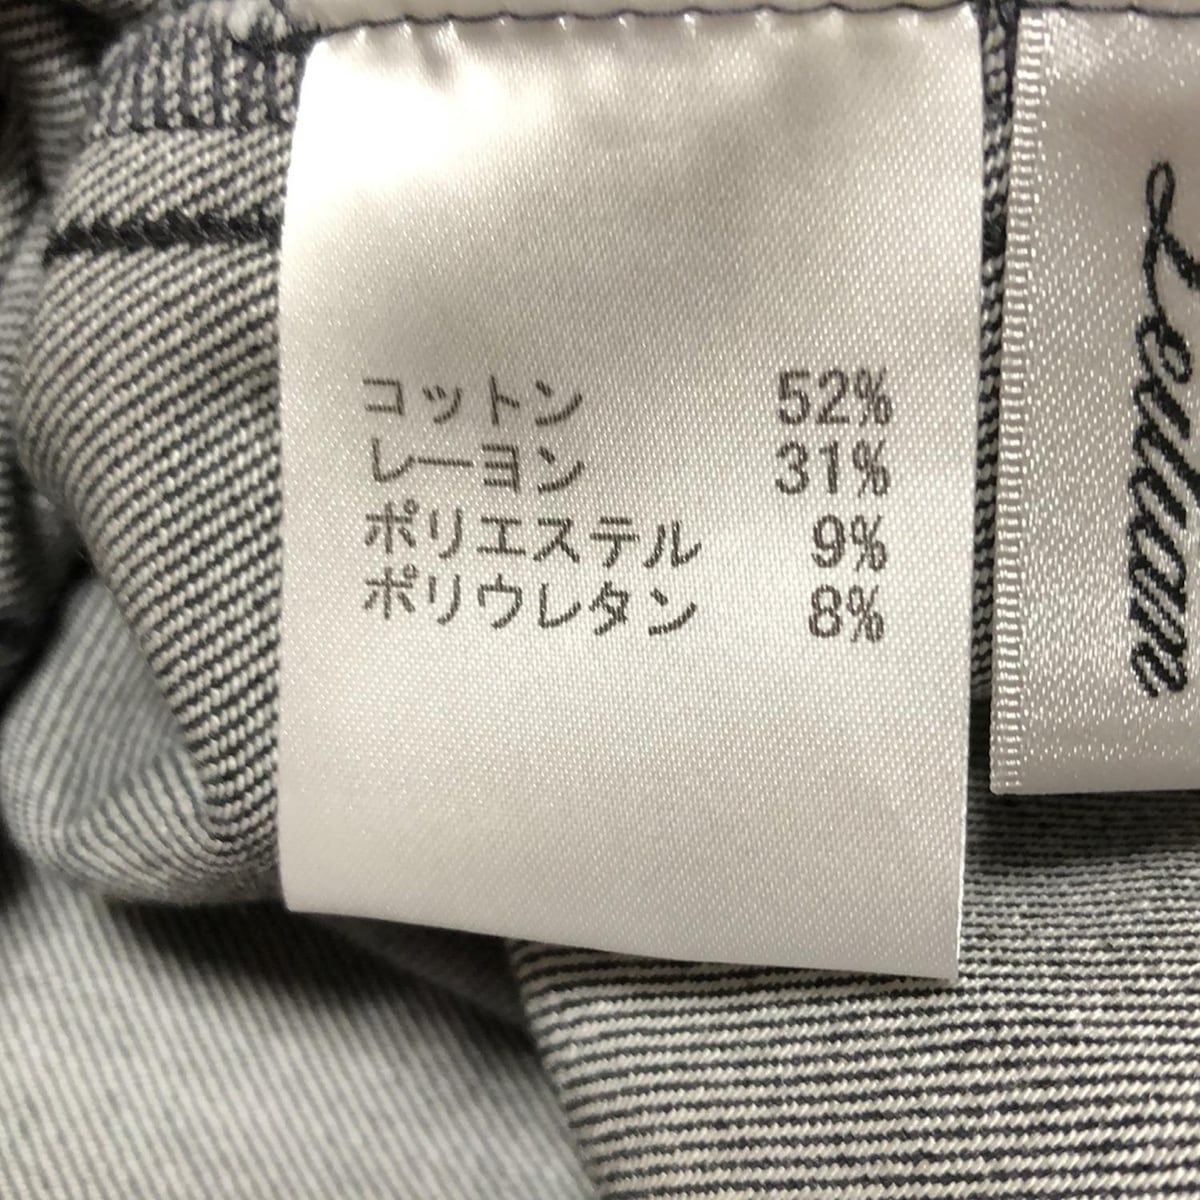 コットン 52%
レーヨン 31%
ポリエステル 9%
ポリウレタン 8%